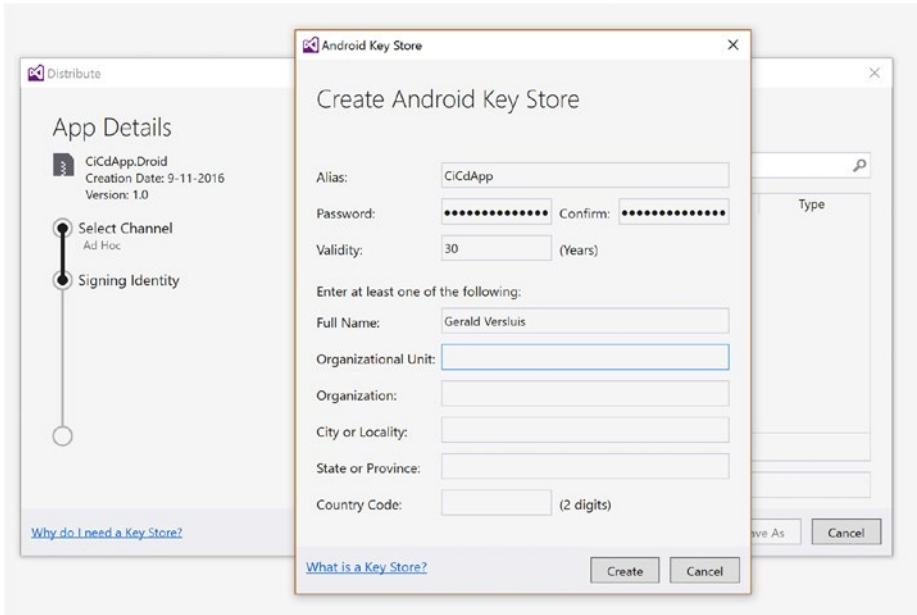 Distribute
App Details
CiCdApp.Droid
Creation Date: 9-11-2016
Version: 1.0
Select Channel
Ad Hoc
Signing Identity
Why do I need a Key Store?
Android Key Store
Create Android Key Store
Alias: CiCdApp
Password: ●●●●●●●●●●●●●● Confirm: ●●●●●●●●●●●●●●
Validity: 30 (Years)
Enter at least one of the following:
Full Name: Gerald Versluis
Organizational Unit:
Organization:
City or Locality:
State or Province:
Country Code: (2 digits)
What is a Key Store?
Create Cancel
Type
As Cancel